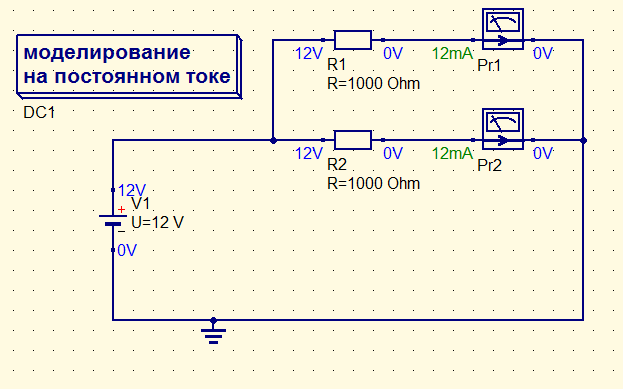 моделирование
на постоянном токе
DC1
12V
0V
12mA
0V
R1
R=1000 Ohm
Pr1
12V
0V
12mA
0V
R2
R=1000 Ohm
Pr2
12V
+
V1
U=12 V
−
0V